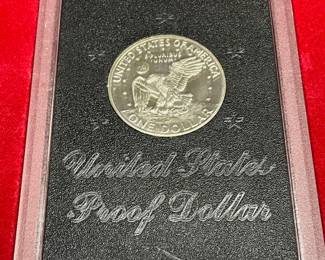 UNITED STATES OF AMERICA
E PLURIBUS
UNUM
ONE DOLLAR
United States
Proof Dollar